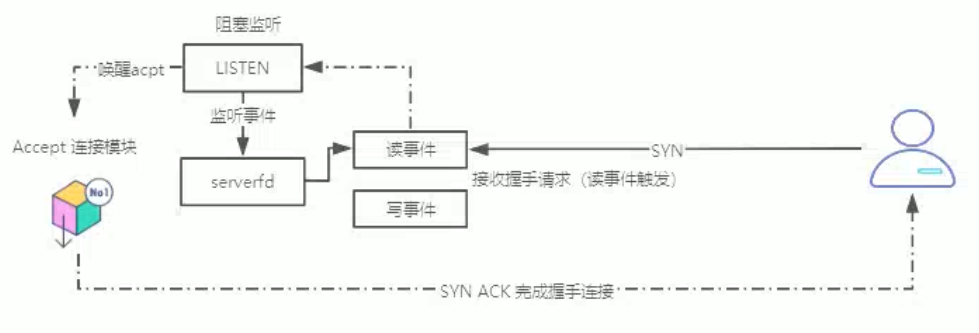 阻塞监听
唤醒acpt
LISTEN
监听事件
Accept 连接模块
读事件
SYN
serverfd
接收握手请求（读事件触发）
No1
写事件
SYN ACK 完成握手连接